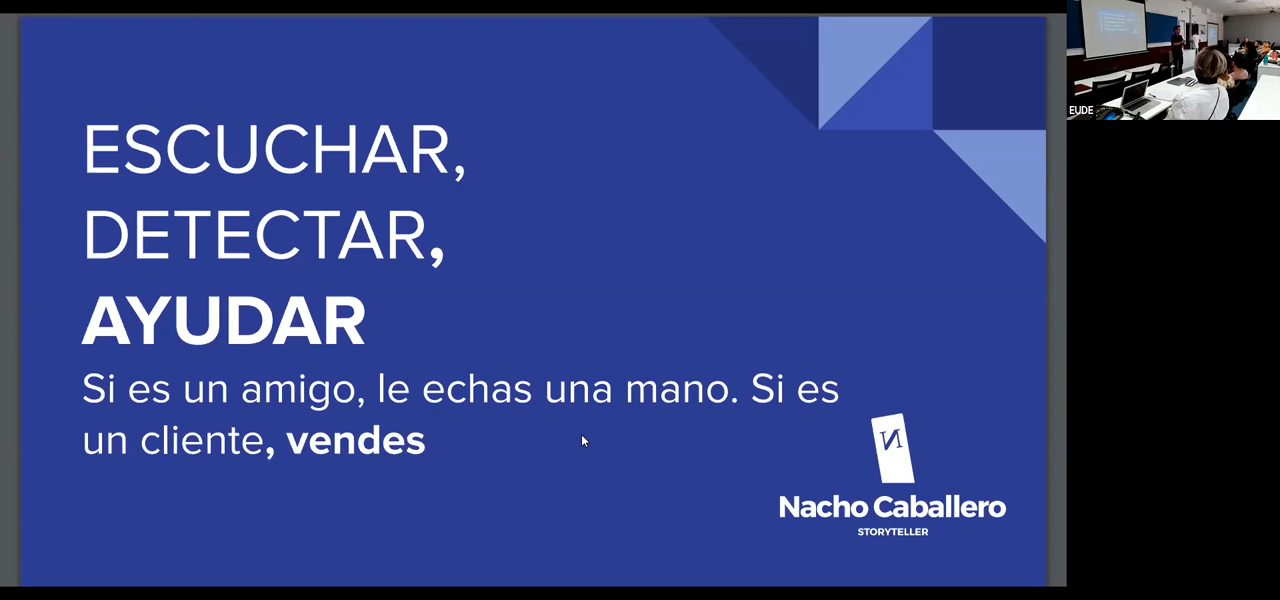 ESCUCHAR,
DETECTAR,
AYUDAR
Si es un amigo, le echas una mano. Si es
un cliente, vendes
Nacho Caballero
STORYTELLER
EUDE